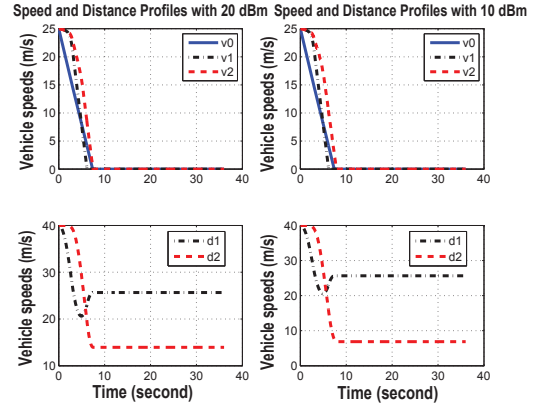 Speed and Distance Profiles with 20 dBm
Speed and Distance Profiles with 10 dBm
Vehicle speeds (m/s)
25
20
15
10
5
0
0 10 20 30 40
v0
v1
v2
Vehicle speeds (m/s)
25
20
15
10
5
0
0 10 20 30 40
v0
v1
v2
Vehicle speeds (m/s)
40
30
20
10
0 10 20 30 40
d1
d2
Time (second)
Vehicle speeds (m/s)
40
30
20
10
0
0 10 20 30 40
d1
d2
Time (second)